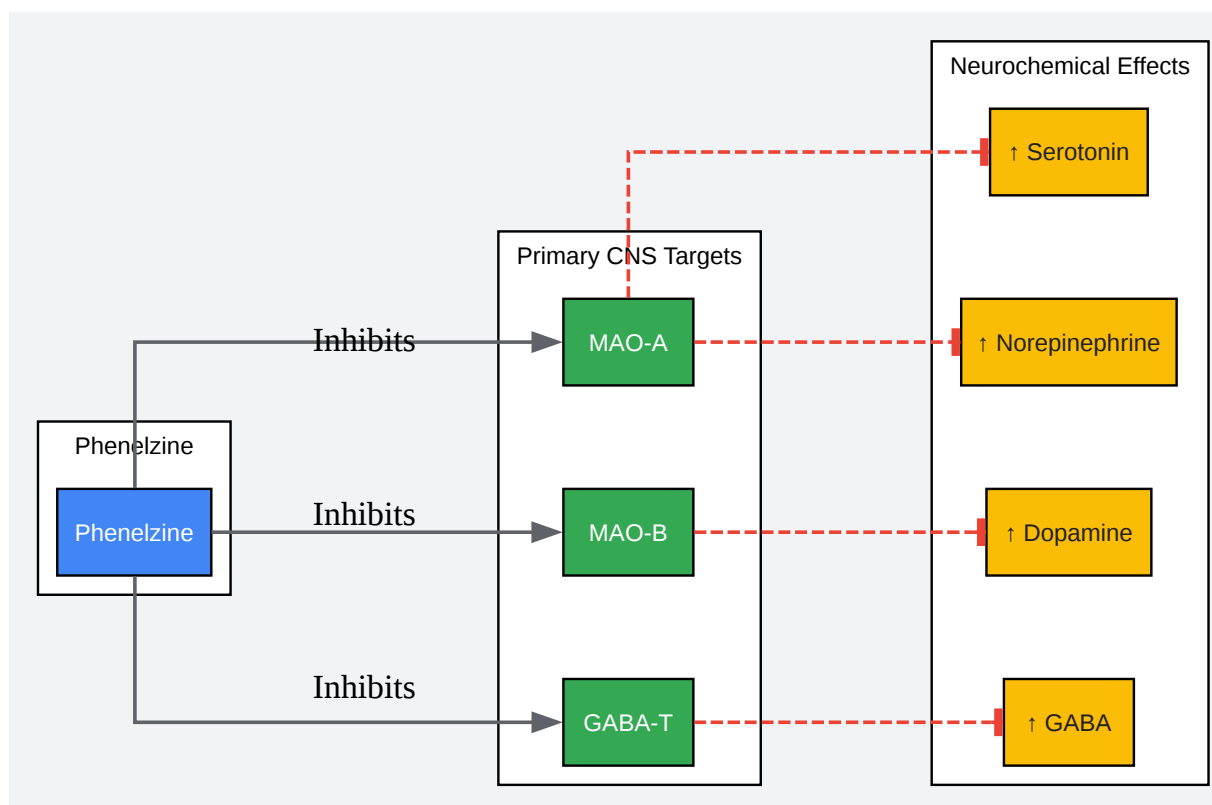 Neurochemical Effects
↑ Serotonin
Primary CNS Targets
Inhibits
MAO-A
↑ Norepinephrine
Phenelzine
Phenelzine
Inhibits
MAO-B
↑ Dopamine
Inhibits
GABA-T
↑ GABA